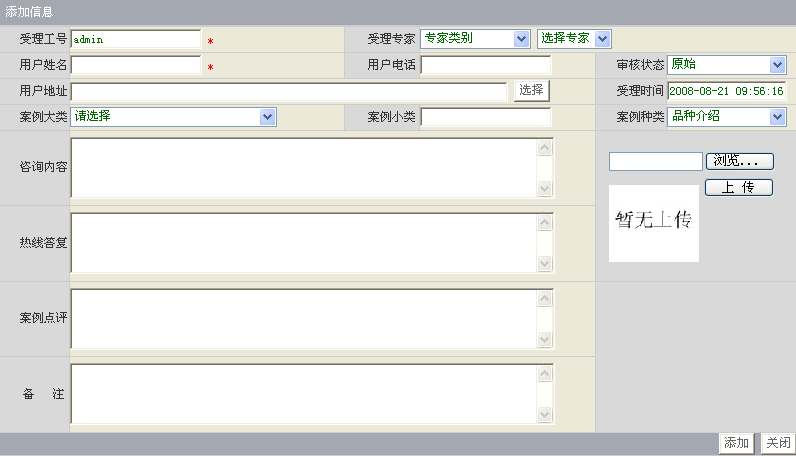 添加信息
受理工号 admin * 受理专家 专家类别 选择专家
用户姓名 * 用户电话 审核状态 原始
用户地址 选择 受理时间 2008-08-21 09:56:16
案例大类 请选择 案例小类 案例种类 品种介绍
咨询内容 浏览...
上 传
暂无上传
热线答复
案例点评
备 注
添加 关闭